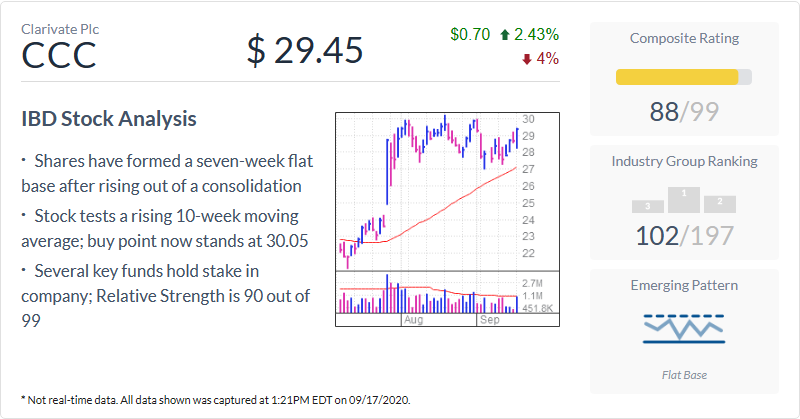 Clarivate Plc
CCC
$ 29.45
$0.70 2.43%
4%
IBD Stock Analysis
• Shares have formed a seven-week flat
base after rising out of a consolidation
• Stock tests a rising 10-week moving
average; buy point now stands at 30.05
• Several key funds hold stake in
company; Relative Strength is 90 out of
99
30
29
28
27
26
25
24
23
22
2.7M
1.1M
451.8K
Aug
Sep
Composite Rating
88/99
Industry Group Ranking
3 1 2
102/197
Emerging Pattern
Flat Base
* Not real-time data. All data shown was captured at 1:21PM EDT on 09/17/2020.